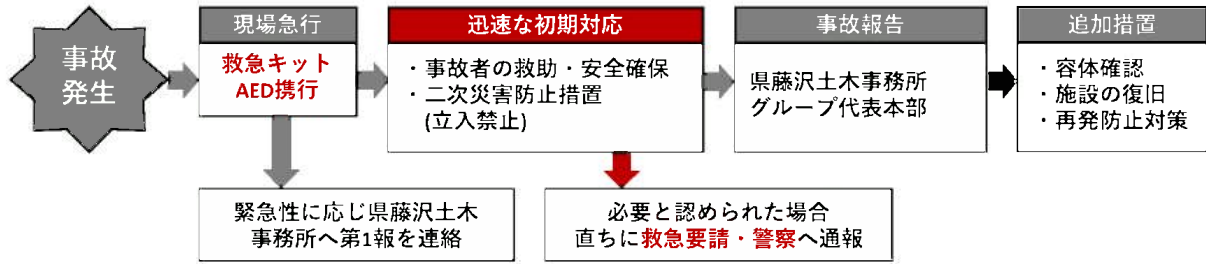 事故
発生
現場急行
救急キット
AED携行
迅速な初期対応
・事故者の救助・安全確保
・二次災害防止措置
(立入禁止)
事故報告
県藤沢土木事務所
グループ代表本部
追加措置
・容体確認
・施設の復旧
・再発防止対策
緊急性に応じ県藤沢土木
事務所へ第1報を連絡
必要と認められた場合
直ちに救急要請・警察へ通報